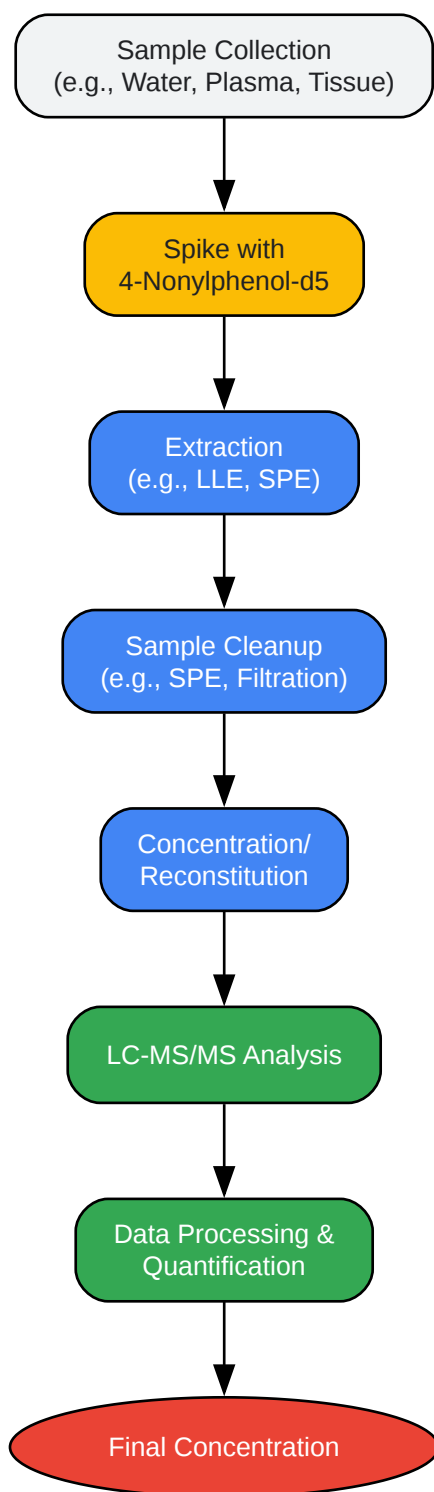 Sample Collection
(e.g., Water, Plasma, Tissue)
Spike with
4-Nonylphenol-d5
Extraction
(e.g., LLE, SPE)
Sample Cleanup
(e.g., SPE, Filtration)
Concentration/
Reconstitution
LC-MS/MS Analysis
Data Processing &
Quantification
Final Concentration